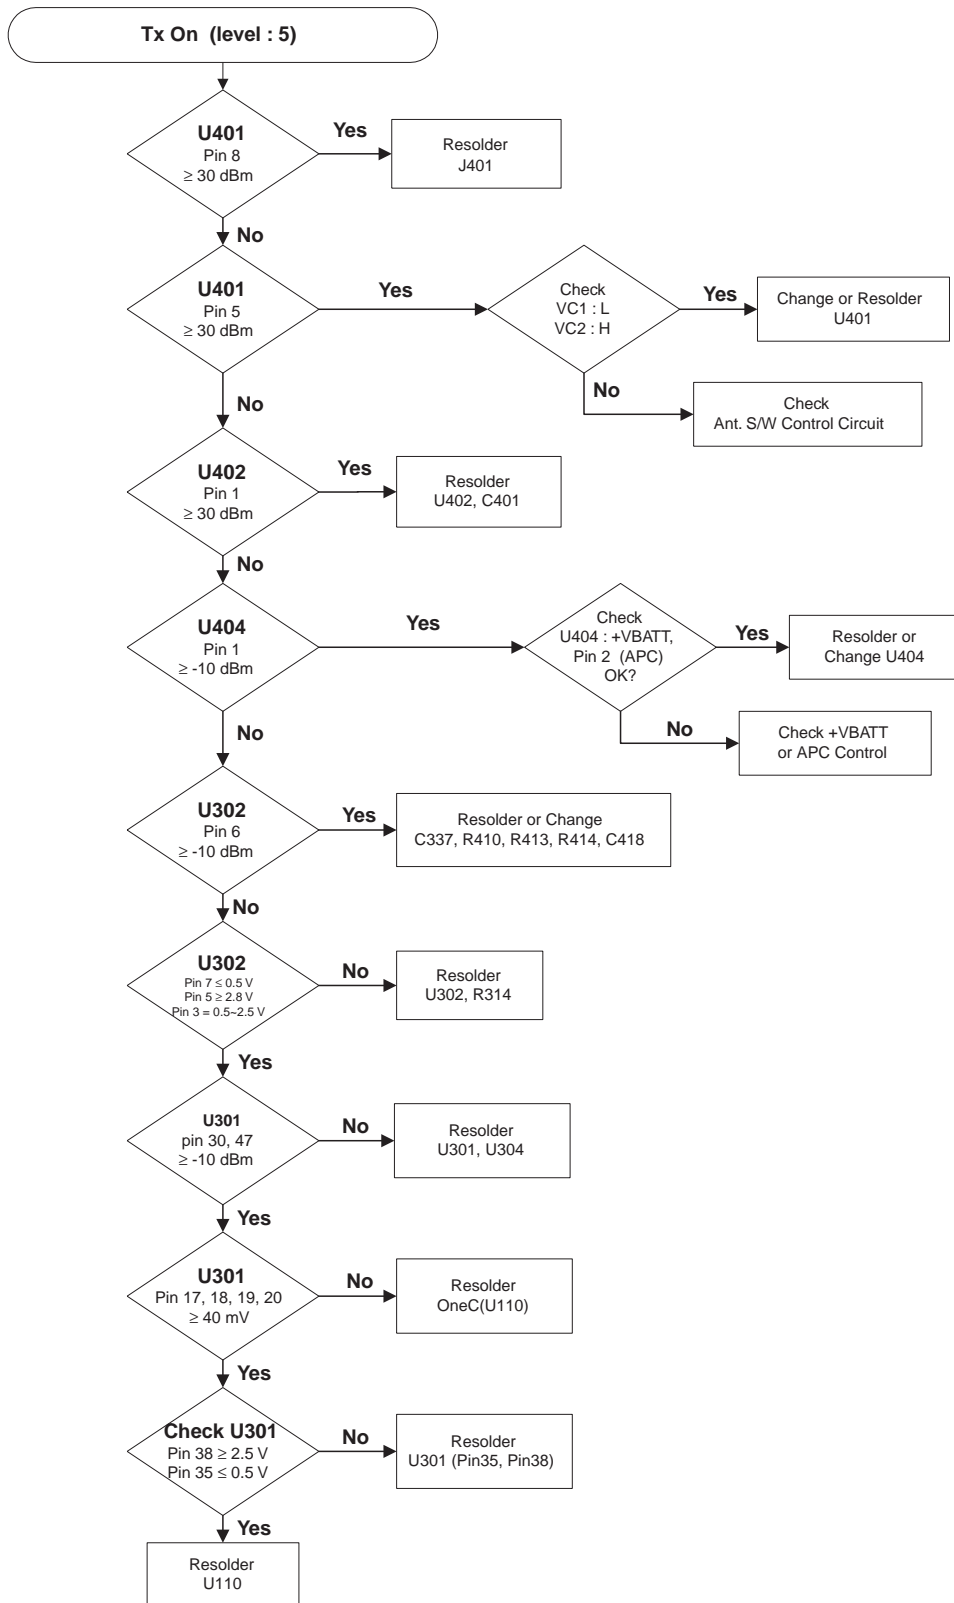 Tx On (level : 5)
U401
Pin 8
≥ 30 dBm
Yes
Resolder
J401
No
U401
Pin 5
≥ 30 dBm
Yes
Check
VC1 : L
VC2 : H
Yes
Change or Resolder
U401
No
Check
Ant. S/W Control Circuit
No
U402
Pin 1
≥ 30 dBm
Yes
Resolder
U402, C401
No
U404
Pin 1
≥ -10 dBm
Yes
Check
U404 : +VBATT,
Pin 2 (APC)
OK?
Yes
Resolder or
Change U404
No
Check +VBATT
or APC Control
No
U302
Pin 6
≥ -10 dBm
Yes
Resolder or Change
C337, R410, R413, R414, C418
No
U302
Pin 7 ≤ 0.5 V
Pin 5 ≥ 2.8 V
Pin 3 = 0.5~2.5 V
No
Resolder
U302, R314
Yes
U301
pin 30, 47
≥ -10 dBm
No
Resolder
U301, U304
Yes
U301
Pin 17, 18, 19, 20
≥ 40 mV
No
Resolder
OneC(U110)
Yes
Check U301
Pin 38 ≥ 2.5 V
Pin 35 ≤ 0.5 V
No
Resolder
U301 (Pin35, Pin38)
Yes
Resolder
U110